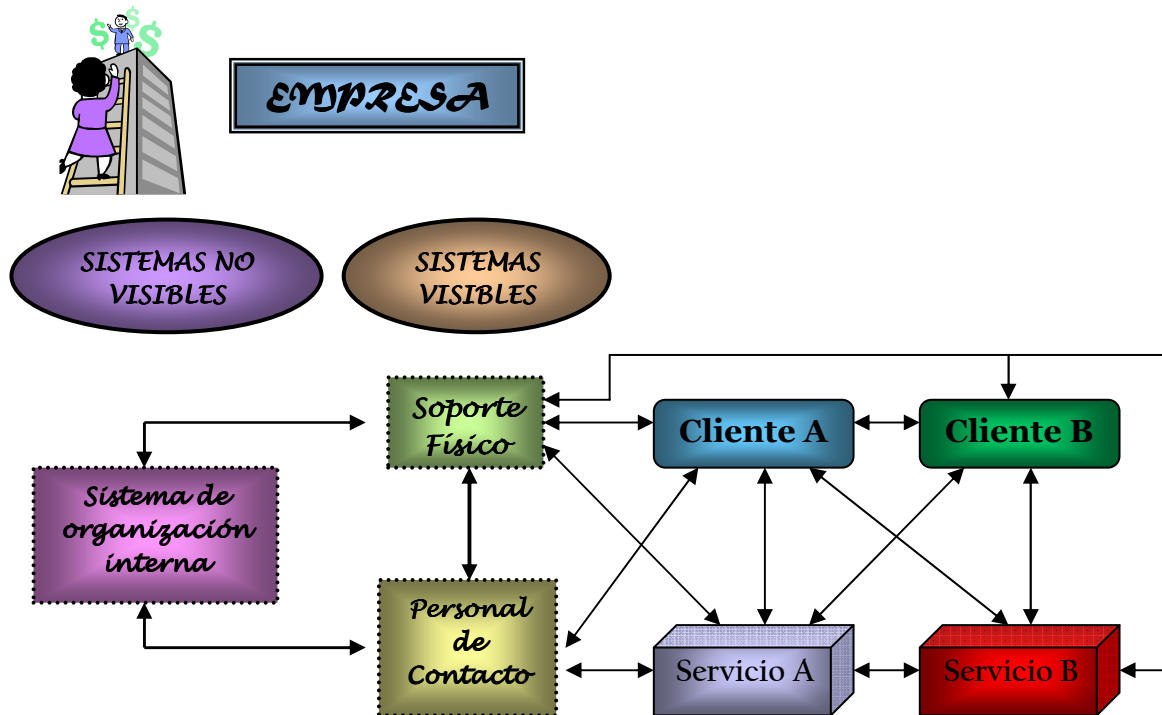 $
$
$
EMPRESA
SISTEMAS NO
VISIBLES
SISTEMAS
VISIBLES
Soporte
Físico
Cliente A
Cliente B
Sistema de
organización
interna
Personal
de
Contacto
Servicio A
Servicio B